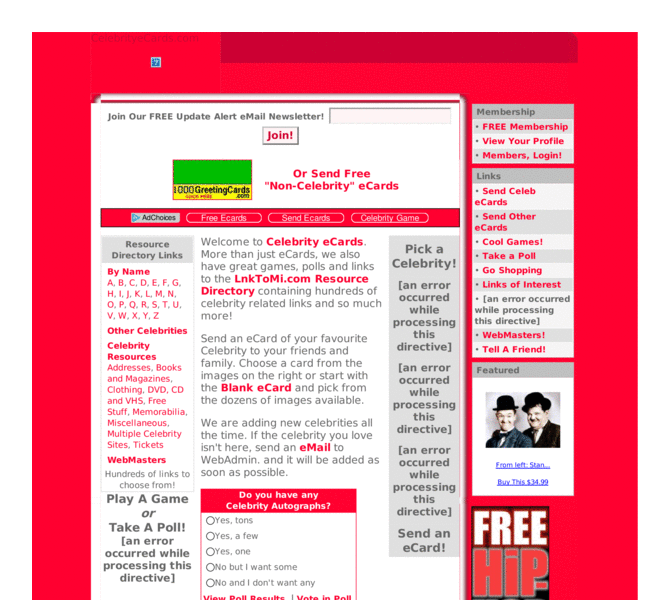 CelebrityeCards.com
Join Our FREE Update Alert eMail Newsletter!
Join!
1000GreetingCards
.com
Or Send Free
"Non-Celebrity" eCards
AdChoices
Free Ecards
Send Ecards
Celebrity Game
Resource
Directory Links
By Name
A, B, C, D, E, F, G,
H, I, J, K, L, M, N,
O, P, Q, R, S, T, U,
V, W, X, Y, Z
Other Celebrities
Celebrity
Resources
Addresses, Books
and Magazines,
Clothing, DVD, CD
and VHS, Free
Stuff, Memorabilia,
Miscellaneous,
Multiple Celebrity
Sites, Tickets
WebMasters
Hundreds of links to
choose from!
Play A Game
or
Take A Poll!
[an error
occurred while
processing this
directive]
Welcome to Celebrity eCards.
More than just eCards, we also
have great games, polls and links
to the LnkToMi.com Resource
Directory containing hundreds of
celebrity related links and so much
more!
Send an eCard of your favourite
Celebrity to your friends and
family. Choose a card from the
images on the right or start with
the Blank eCard and pick from
the dozens of images available.
We are adding new celebrities all
the time. If the celebrity you love
isn't here, send an eMail to
WebAdmin. and it will be added as
soon as possible.
Do you have any
Celebrity Autographs?
Yes, tons
Yes, a few
Yes, one
No but I want some
No and I don't want any
View Poll Results | Vote in Poll
Pick a
Celebrity!
[an error
occurred
while
processing
this
directive]
[an error
occurred
while
processing
this
directive]
[an error
occurred
while
processing
this
directive]
Send an
eCard!
Membership
• FREE Membership
• View Your Profile
• Members, Login!
Links
• Send Celeb
eCards
• Send Other
eCards
• Cool Games!
• Take a Poll
• Go Shopping
• Links of Interest
• [an error occurred
while processing
this directive]
• WebMasters!
• Tell A Friend!
Featured
From left: Stan...
Buy This $34.99
FREE
HiP-